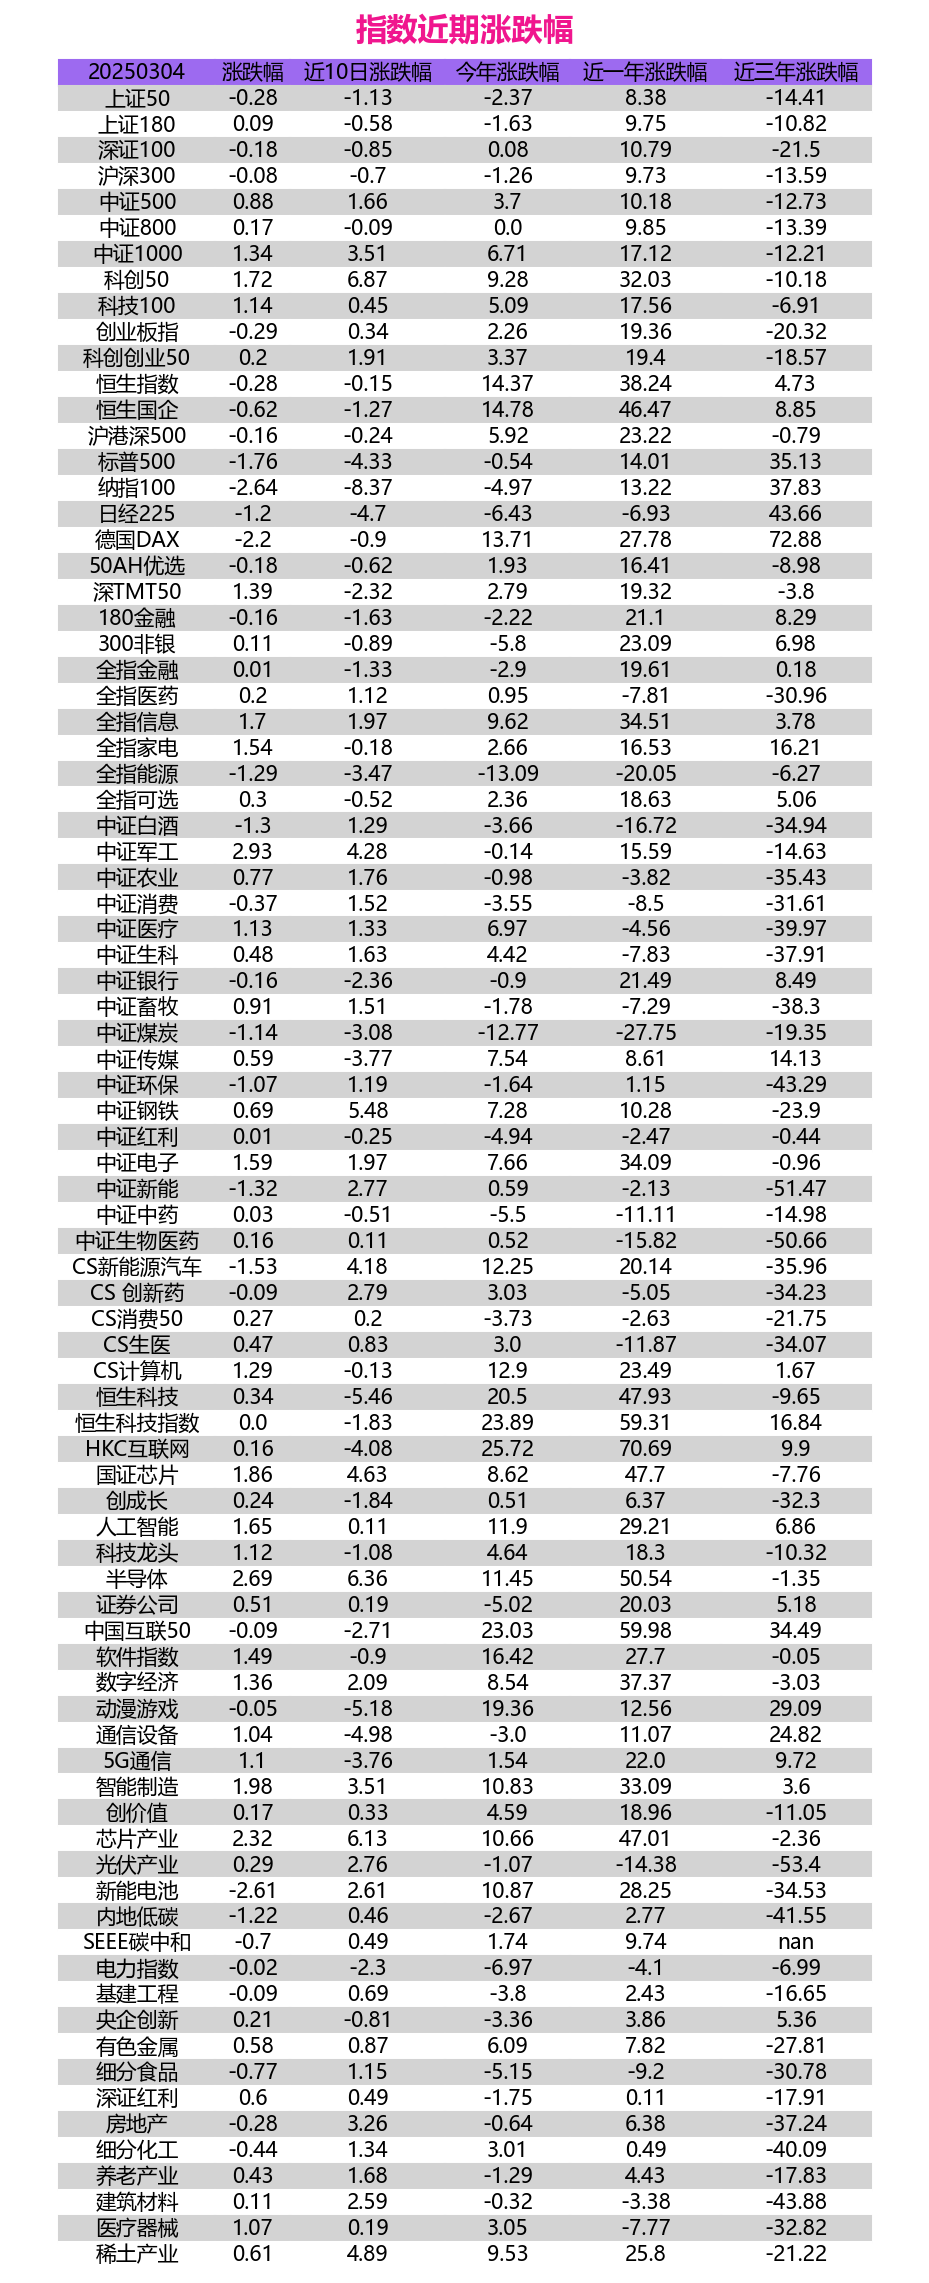 指数近期涨跌幅
20250304 涨跌幅 近10日涨跌幅 今年涨跌幅 近一年涨跌幅 近三年涨跌幅
上证50 -0.28 -1.13 -2.37 8.38 -14.41
上证180 0.09 -0.58 -1.63 9.75 -10.82
深证100 -0.18 -0.85 0.08 10.79 -21.5
沪深300 -0.08 -0.7 -1.26 9.73 -13.59
中证500 0.88 1.66 3.7 10.18 -12.73
中证800 0.17 -0.09 0.0 9.85 -13.39
中证1000 1.34 3.51 6.71 17.12 -12.21
科创50 1.72 6.87 9.28 32.03 -10.18
科技100 1.14 0.45 5.09 17.56 -6.91
创业板指 -0.29 0.34 2.26 19.36 -20.32
科创创业50 0.2 1.91 3.37 19.4 -18.57
恒生指数 -0.28 -0.15 14.37 38.24 4.73
恒生国企 -0.62 -1.27 14.78 46.47 8.85
沪港深500 -0.16 -0.24 5.92 23.22 -0.79
标普500 -1.76 -4.33 -0.54 14.01 35.13
纳指100 -2.64 -8.37 -4.97 13.22 37.83
日经225 -1.2 -4.7 -6.43 -6.93 43.66
德国DAX -2.2 -0.9 13.71 27.78 72.88
50AH优选 -0.18 -0.62 1.93 16.41 -8.98
深TMT50 1.39 -2.32 2.79 19.32 -3.8
180金融 -0.16 -1.63 -2.22 21.1 8.29
300非银 0.11 -0.89 -5.8 23.09 6.98
全指金融 0.01 -1.33 -2.9 19.61 0.18
全指医药 0.2 1.12 0.95 -7.81 -30.96
全指信息 1.7 1.97 9.62 34.51 3.78
全指家电 1.54 -0.18 2.66 16.53 16.21
全指能源 -1.29 -3.47 -13.09 -20.05 -6.27
全指可选 0.3 -0.52 2.36 18.63 5.06
中证白酒 -1.3 1.29 -3.66 -16.72 -34.94
中证军工 2.93 4.28 -0.14 15.59 -14.63
中证农业 0.77 1.76 -0.98 -3.82 -35.43
中证消费 -0.37 1.52 -3.55 -8.5 -31.61
中证医疗 1.13 1.33 6.97 -4.56 -39.97
中证生科 0.48 1.63 4.42 -7.83 -37.91
中证银行 -0.16 -2.36 -0.9 21.49 8.49
中证畜牧 0.91 1.51 -1.78 -7.29 -38.3
中证煤炭 -1.14 -3.08 -12.77 -27.75 -19.35
中证传媒 0.59 -3.77 7.54 8.61 14.13
中证环保 -1.07 1.19 -1.64 1.15 -43.29
中证钢铁 0.69 5.48 7.28 10.28 -23.9
中证红利 0.01 -0.25 -4.94 -2.47 -0.44
中证电子 1.59 1.97 7.66 34.09 -0.96
中证新能 -1.32 2.77 0.59 -2.13 -51.47
中证中药 0.03 -0.51 -5.5 -11.11 -14.98
中证生物医药 0.16 0.11 0.52 -15.82 -50.66
CS新能源汽车 -1.53 4.18 12.25 20.14 -35.96
CS 创新药 -0.09 2.79 3.03 -5.05 -34.23
CS消费50 0.27 0.2 -3.73 -2.63 -21.75
CS生医 0.47 0.83 3.0 -11.87 -34.07
CS计算机 1.29 -0.13 12.9 23.49 1.67
恒生科技 0.34 -5.46 20.5 47.93 -9.65
恒生科技指数 0.0 -1.83 23.89 59.31 16.84
HKC互联网 0.16 -4.08 25.72 70.69 9.9
国证芯片 1.86 4.63 8.62 47.7 -7.76
创成长 0.24 -1.84 0.51 6.37 -32.3
人工智能 1.65 0.11 11.9 29.21 6.86
科技龙头 1.12 -1.08 4.64 18.3 -10.32
半导体 2.69 6.36 11.45 50.54 -1.35
证券公司 0.51 0.19 -5.02 20.03 5.18
中国互联50 -0.09 -2.71 23.03 59.98 34.49
软件指数 1.49 -0.9 16.42 27.7 -0.05
数字经济 1.36 2.09 8.54 37.37 -3.03
动漫游戏 -0.05 -5.18 19.36 12.56 29.09
通信设备 1.04 -4.98 -3.0 11.07 24.82
5G通信 1.1 -3.76 1.54 22.0 9.72
智能制造 1.98 3.51 10.83 33.09 3.6
创价值 0.17 0.33 4.59 18.96 -11.05
芯片产业 2.32 6.13 10.66 47.01 -2.36
光伏产业 0.29 2.76 -1.07 -14.38 -53.4
新能电池 -2.61 2.61 10.87 28.25 -34.53
内地低碳 -1.22 0.46 -2.67 2.77 -41.55
SEEE碳中和 -0.7 0.49 1.74 9.74 nan
电力指数 -0.02 -2.3 -6.97 -4.1 -6.99
基建工程 -0.09 0.69 -3.8 2.43 -16.65
央企创新 0.21 -0.81 -3.36 3.86 5.36
有色金属 0.58 0.87 6.09 7.82 -27.81
细分食品 -0.77 1.15 -5.15 -9.2 -30.78
深证红利 0.6 0.49 -1.75 0.11 -17.91
房地产 -0.28 3.26 -0.64 6.38 -37.24
细分化工 -0.44 1.34 3.01 0.49 -40.09
养老产业 0.43 1.68 -1.29 4.43 -17.83
建筑材料 0.11 2.59 -0.32 -3.38 -43.88
医疗器械 1.07 0.19 3.05 -7.77 -32.82
稀土产业 0.61 4.89 9.53 25.8 -21.22